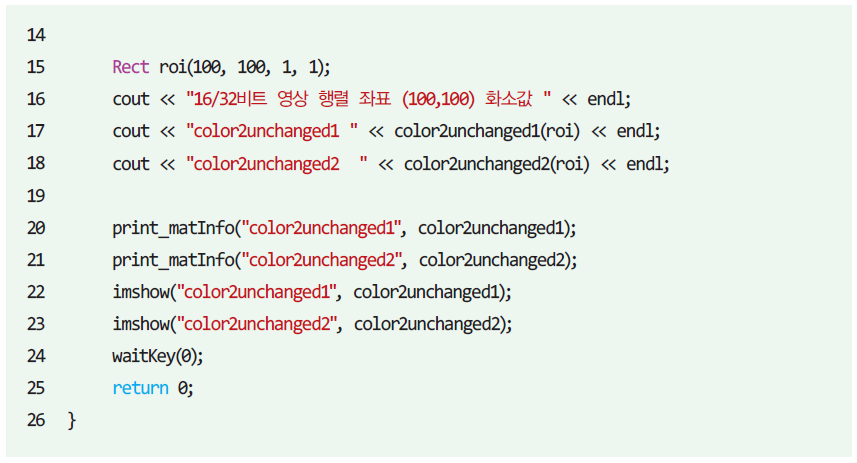 14
15 Rect roi(100, 100, 1, 1);
16 cout << "16/32비트 영상 행렬 좌표 (100,100) 화소값 " << endl;
17 cout << "color2unchanged1 " << color2unchanged1(roi) << endl;
18 cout << "color2unchanged2  " << color2unchanged2(roi) << endl;
19
20 print_matInfo("color2unchanged1", color2unchanged1);
21 print_matInfo("color2unchanged2", color2unchanged2);
22 imshow("color2unchanged1", color2unchanged1);
23 imshow("color2unchanged2", color2unchanged2);
24 waitKey(0);
25 return 0;
26 }